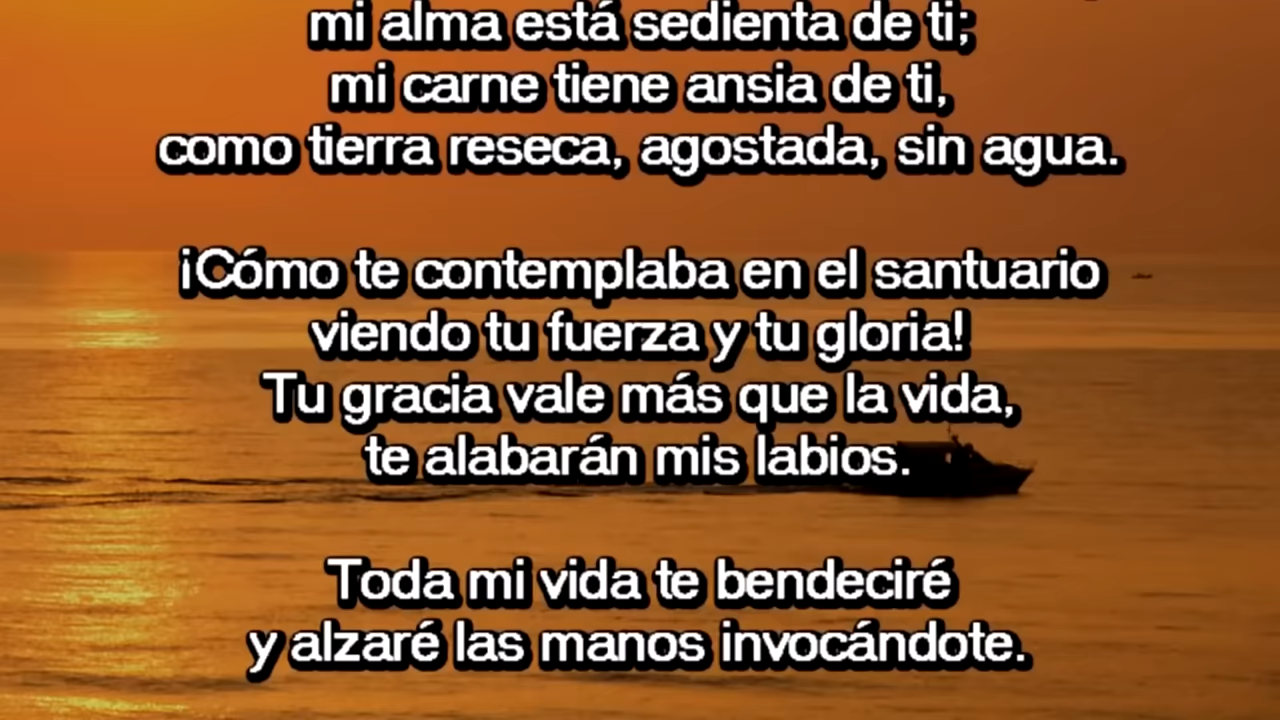 mi alma está sedienta de ti;
mi carne tiene ansia de ti,
como tierra reseca, agostada, sin agua.
¡Cómo te contemplaba en el santuario
viendo tu fuerza y tu gloria!
Tu gracia vale más que la vida,
te alabarán mis labios.
Toda mi vida te bendeciré
y alzaré las manos invocándote.